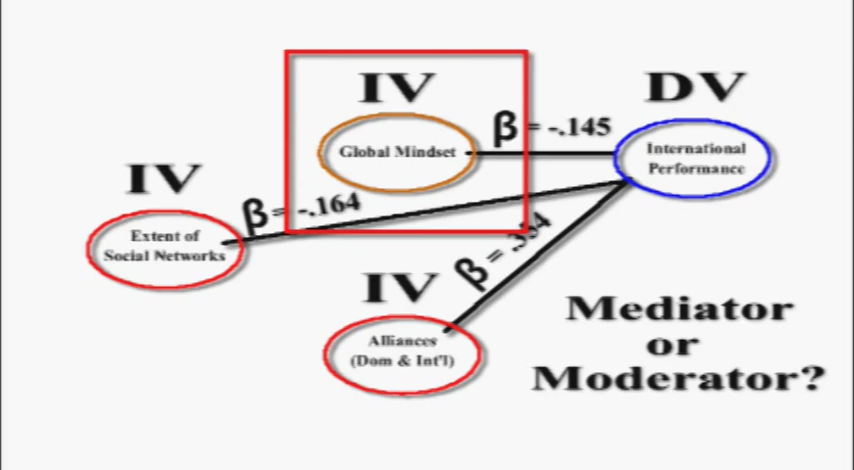 IV
DV
β = -.145
Global Mindset
International
Performance
IV
β = -.164
Extent of
Social Networks
IV
Alliances
(Dom & Int'l)
Mediator
or
Moderator?